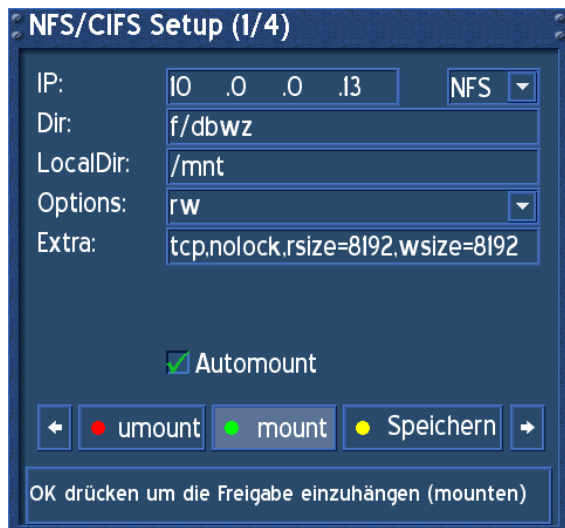 NFS/CIFS Setup (1/4)
IP: 10 .0 .0 .13 NFS
Dir: f/dbwz
LocalDir: /mnt
Options: rw
Extra: tcp,nolock,rsize=8192,wsize=8192
Automount
umount mount Speichern
OK drücken um die Freigabe einzuhängen (mounten)